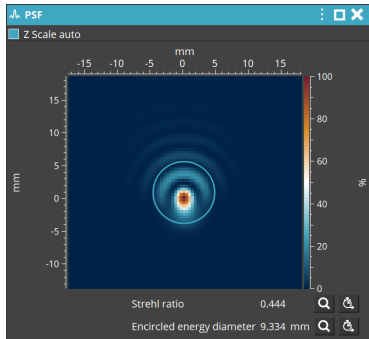 PSF
Z Scale auto
mm
-15 -10 -5 0 5 10 15
100
15
10
80
5
60
mm
0
%
40
-5
20
-10
0
Strehl ratio 0.444
Encircled energy diameter 9.334 mm